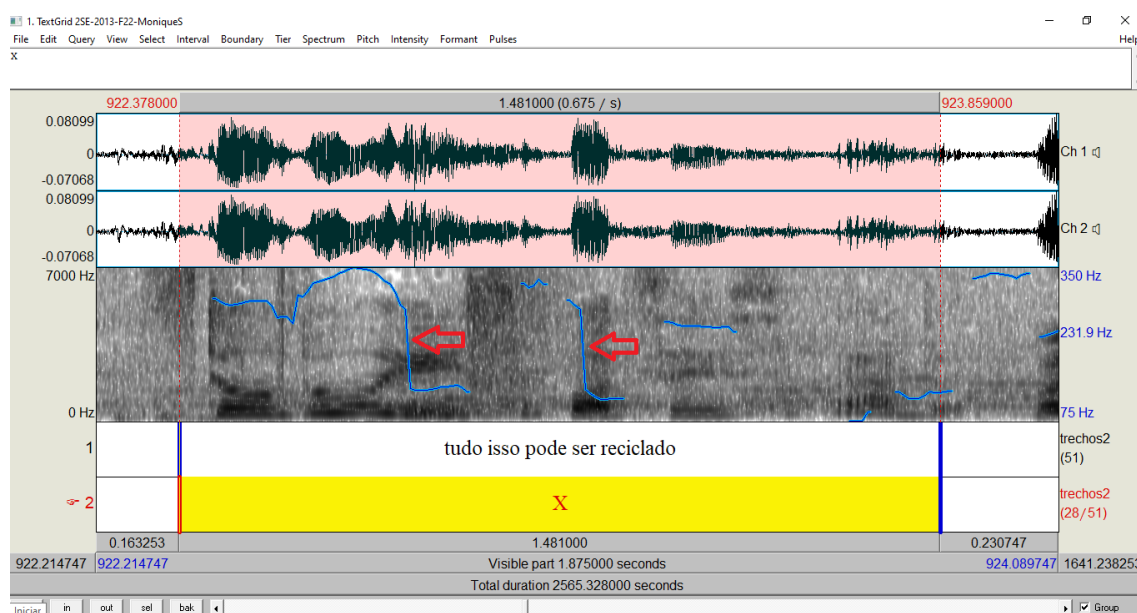 1. TextGrid 2SE-2013-F22-MoniqueS
File Edit Query View Select Interval Boundary Tier Spectrum Pitch Intensity Formant Pulses Help
X
922.378000 1.481000 (0.675 / s) 923.859000
0.08099
0
-0.07068
Ch 1
0.08099
0
-0.07068
Ch 2
7000 Hz
0 Hz
350 Hz
231.9 Hz
75 Hz
1 tudo isso pode ser reciclado trechos2
(51)
2 X trechos2
(28/51)
0.163253 1.481000 0.230747
922.214747 922.214747 Visible part 1.875000 seconds 924.089747 1641.238253
Total duration 2565.328000 seconds
Iniciar in out sel bak Group